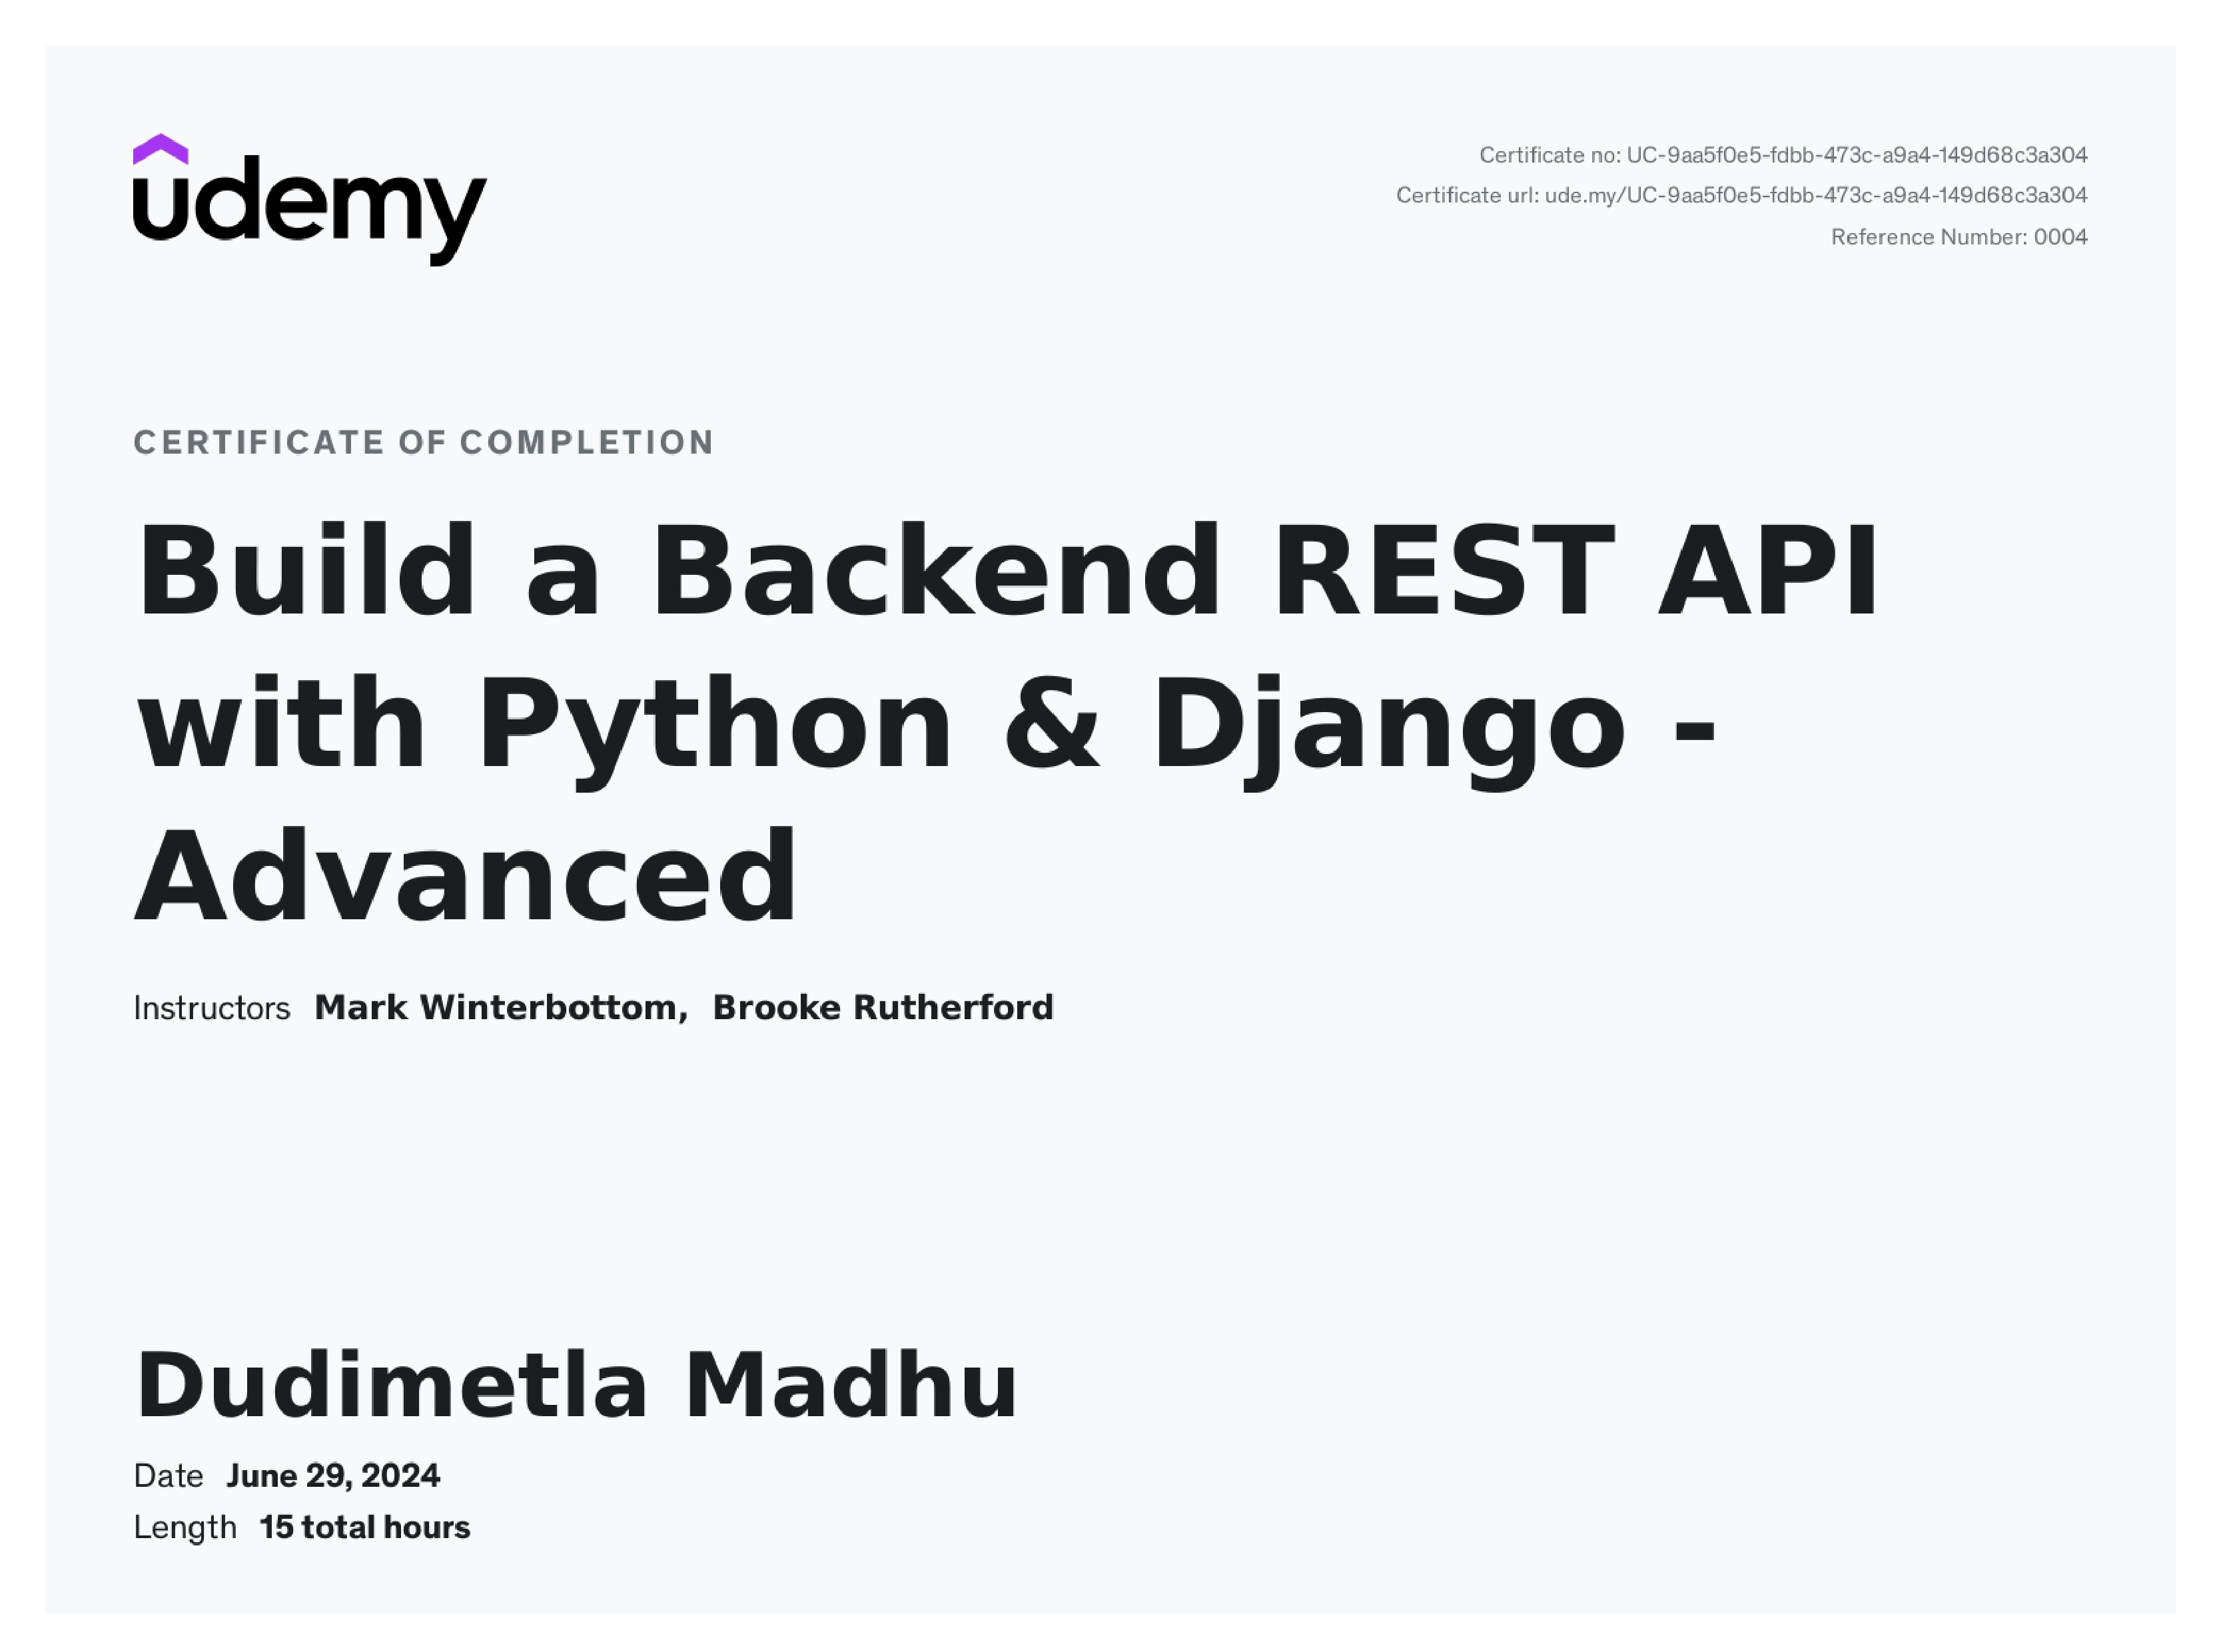 udemy
Certificate no: UC-9aa5f0e5-fdbb-473c-a9a4-149d68c3a304
Certificate url: ude.my/UC-9aa5f0e5-fdbb-473c-a9a4-149d68c3a304
Reference Number: 0004
CERTIFICATE OF COMPLETION
Build a Backend REST API
with Python & Django -
Advanced
Instructors Mark Winterbottom, Brooke Rutherford
Dudimetla Madhu
Date June 29, 2024
Length 15 total hours